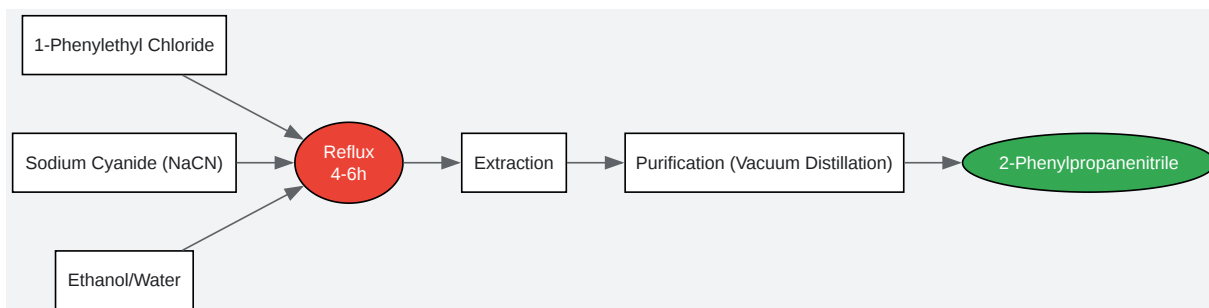 1-Phenylethyl Chloride
Sodium Cyanide (NaCN)
Ethanol/Water
Reflux
4-6h
Extraction
Purification (Vacuum Distillation)
2-Phenylpropanenitrile